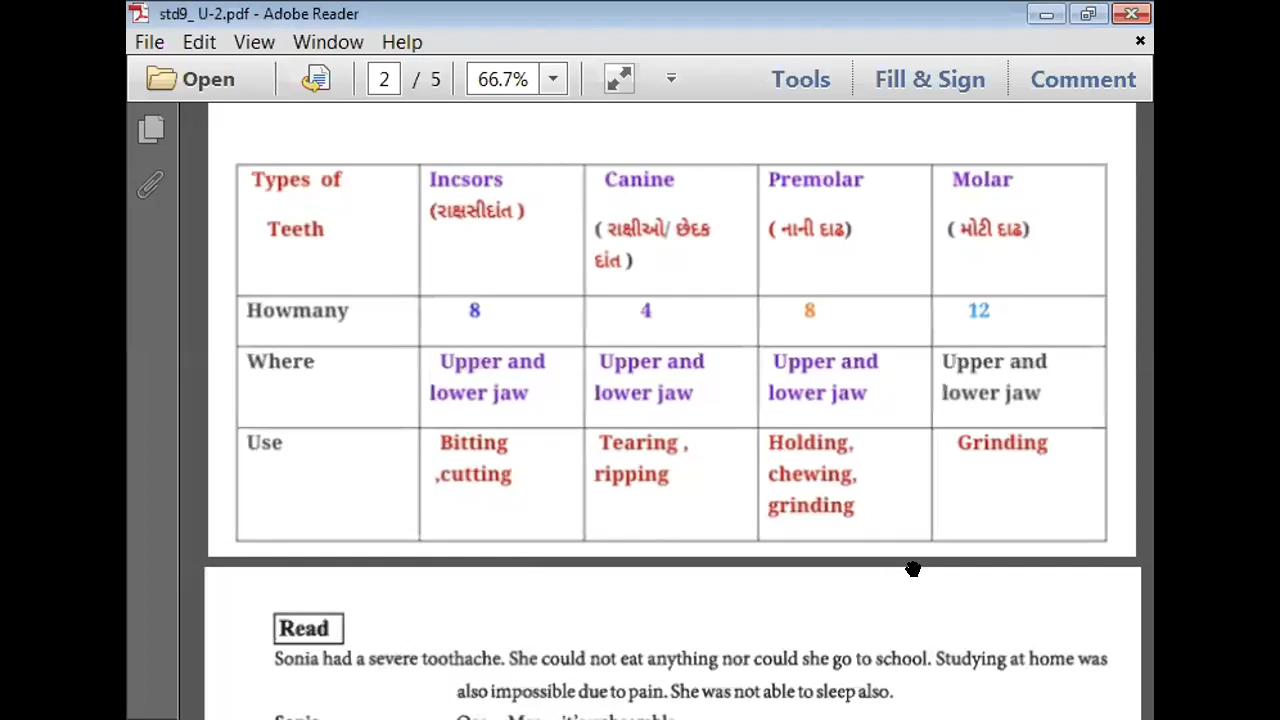 std9_ U-2.pdf - Adobe Reader
File Edit View Window Help
Open 2 / 5 66.7% Tools Fill & Sign Comment
Types of Teeth
Incsors
(રાક્ષસીદાંત )
Canine
( રાક્ષીઓ/ છેદક
દાંત )
Premolar
( નાની દાઢ)
Molar
( મોટી દાઢ)
Howmany 8 4 8 12
Where
Upper and
lower jaw
Upper and
lower jaw
Upper and
lower jaw
Upper and
lower jaw
Use
Bitting
,cutting
Tearing ,
ripping
Holding,
chewing,
grinding
Grinding
Read
Sonia had a severe toothache. She could not eat anything nor could she go to school. Studying at home was
also impossible due to pain. She was not able to sleep also.